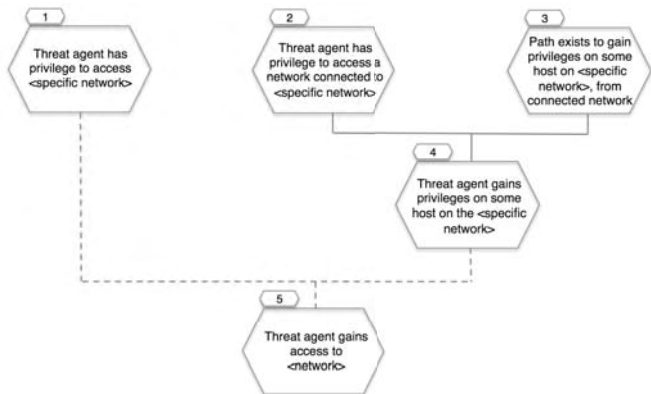 1
Threat agent has
privilege to access
<specific network>
2
Threat agent has
privilege to access a
network connected to
<specific network>
3
Path exists to gain
privileges on some
host on <specific
network>, from
connected network
4
Threat agent gains
privileges on some
host on the <specific
network>
5
Threat agent gains
access to
<network>